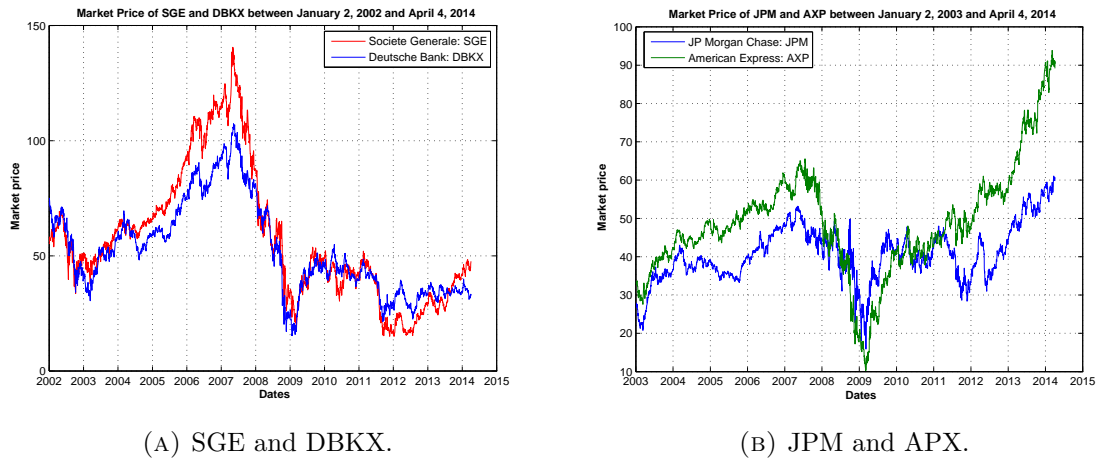 Market Price of SGE and DBKX between January 2, 2002 and April 4, 2014
Societe Generale: SGE
Deutsche Bank: DBKX
Market price
150
100
50
0
2002 2003 2004 2005 2006 2007 2008 2009 2010 2011 2012 2013 2014 2015
Dates
(A) SGE and DBKX.
Market Price of JPM and AXP between January 2, 2003 and April 4, 2014
JP Morgan Chase: JPM
American Express: AXP
Market price
100
90
80
70
60
50
40
30
20
10
2003 2004 2005 2006 2007 2008 2009 2010 2011 2012 2013 2014 2015
Dates
(B) JPM and APX.